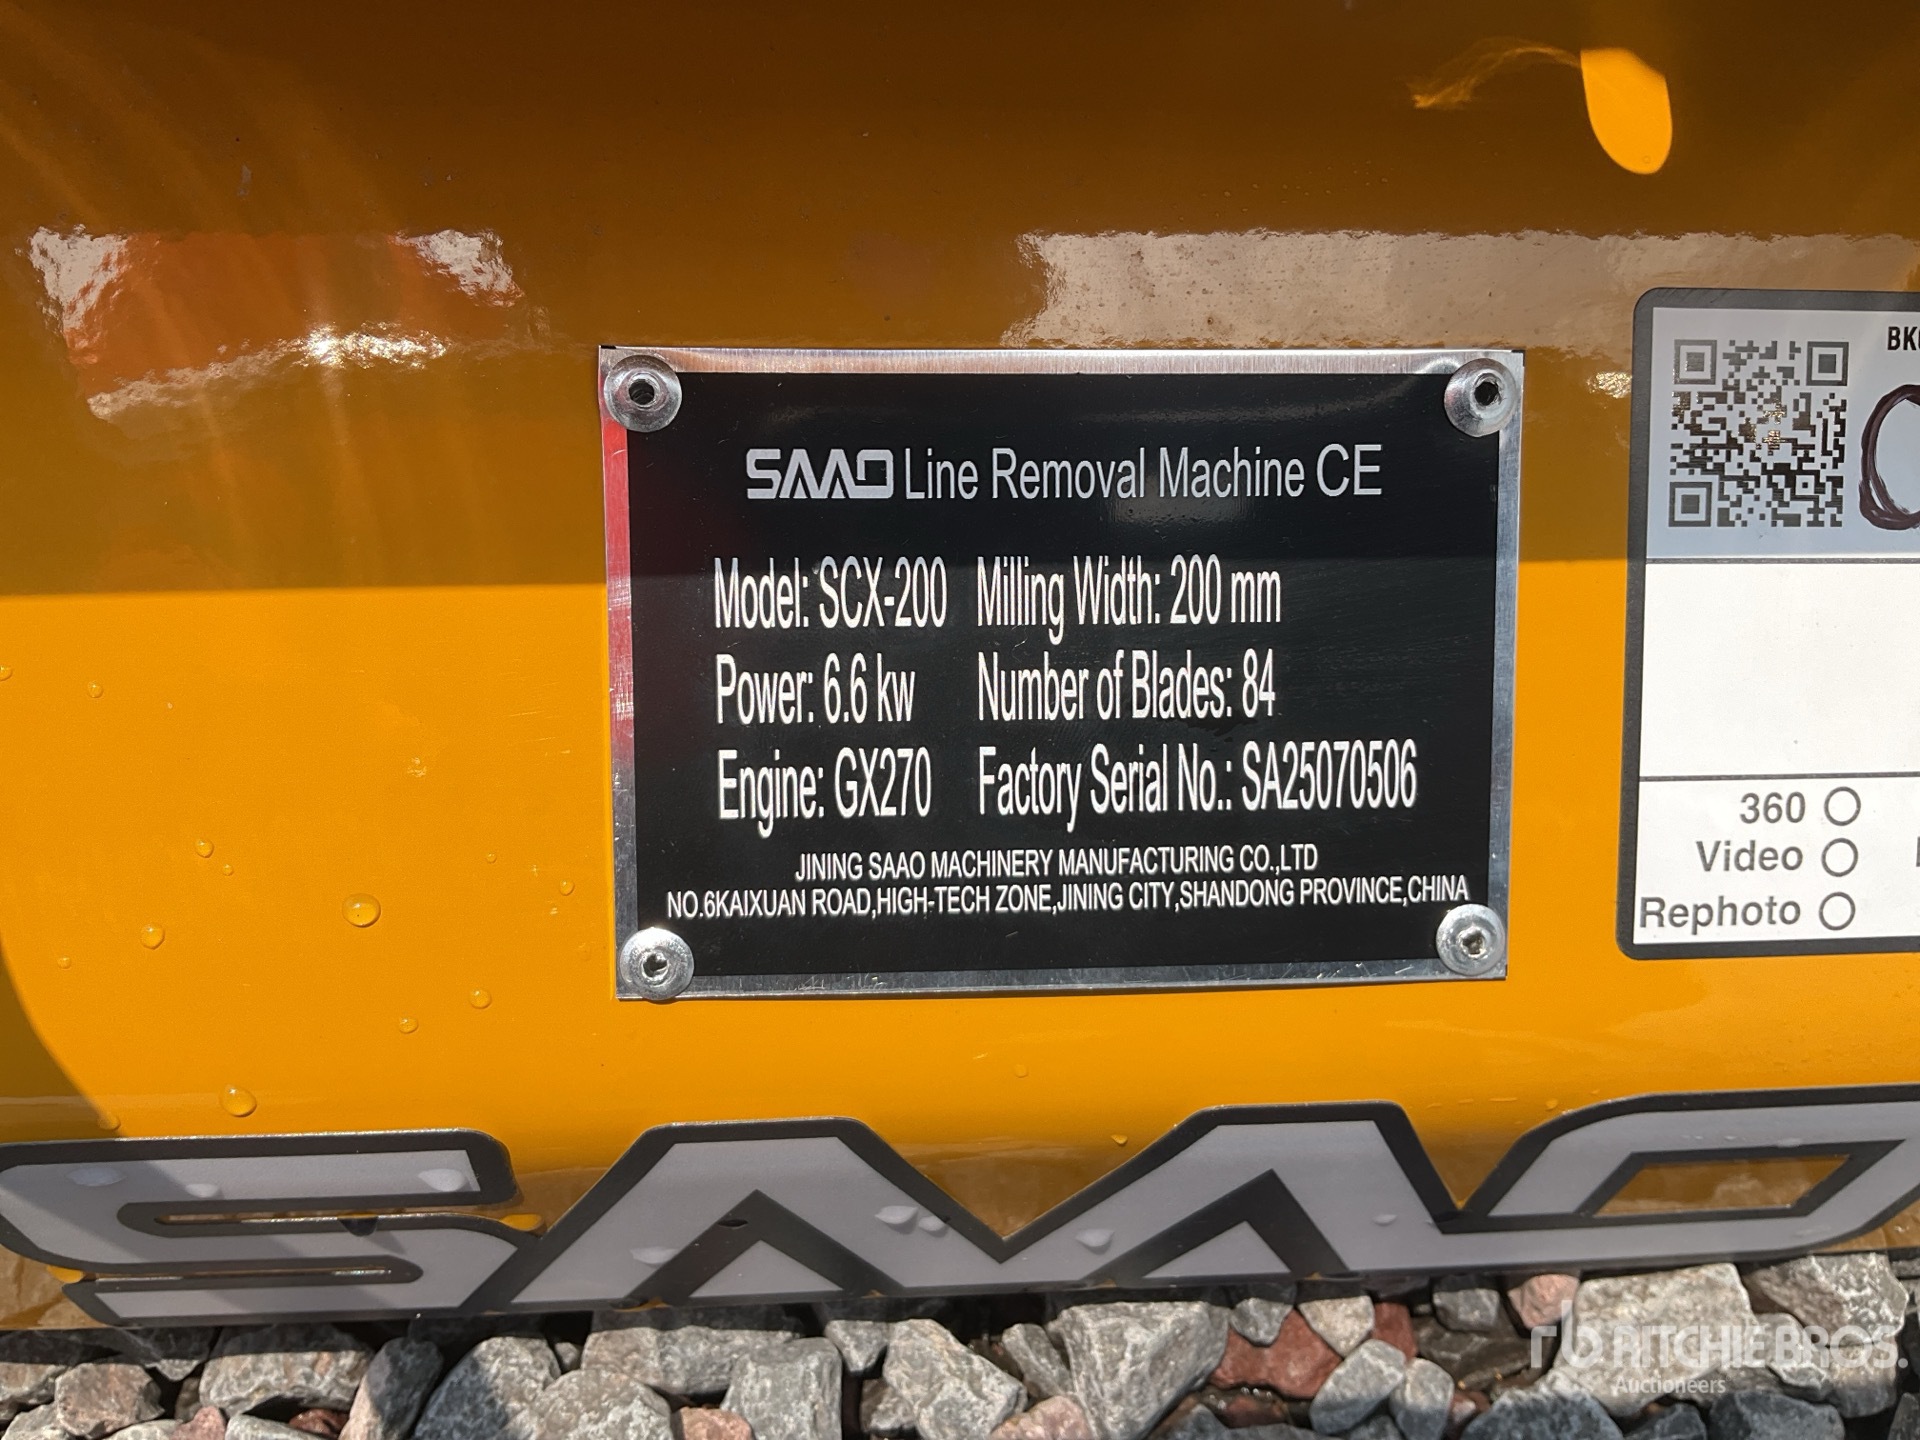 SAAO Line Removal Machine CE
Model: SCX-200 Milling Width: 200 mm
Power: 6.6 kw Number of Blades: 84
Engine: GX270 Factory Serial No.: SA25070506
JINING SAAO MACHINERY MANUFACTURING CO.,LTD
NO.6KAIXUAN ROAD,HIGH-TECH ZONE,JINING CITY,SHANDONG PROVINCE,CHINA
360
Video
Rephoto
SAAO
rb RITCHIE BROS.
Auctioneers